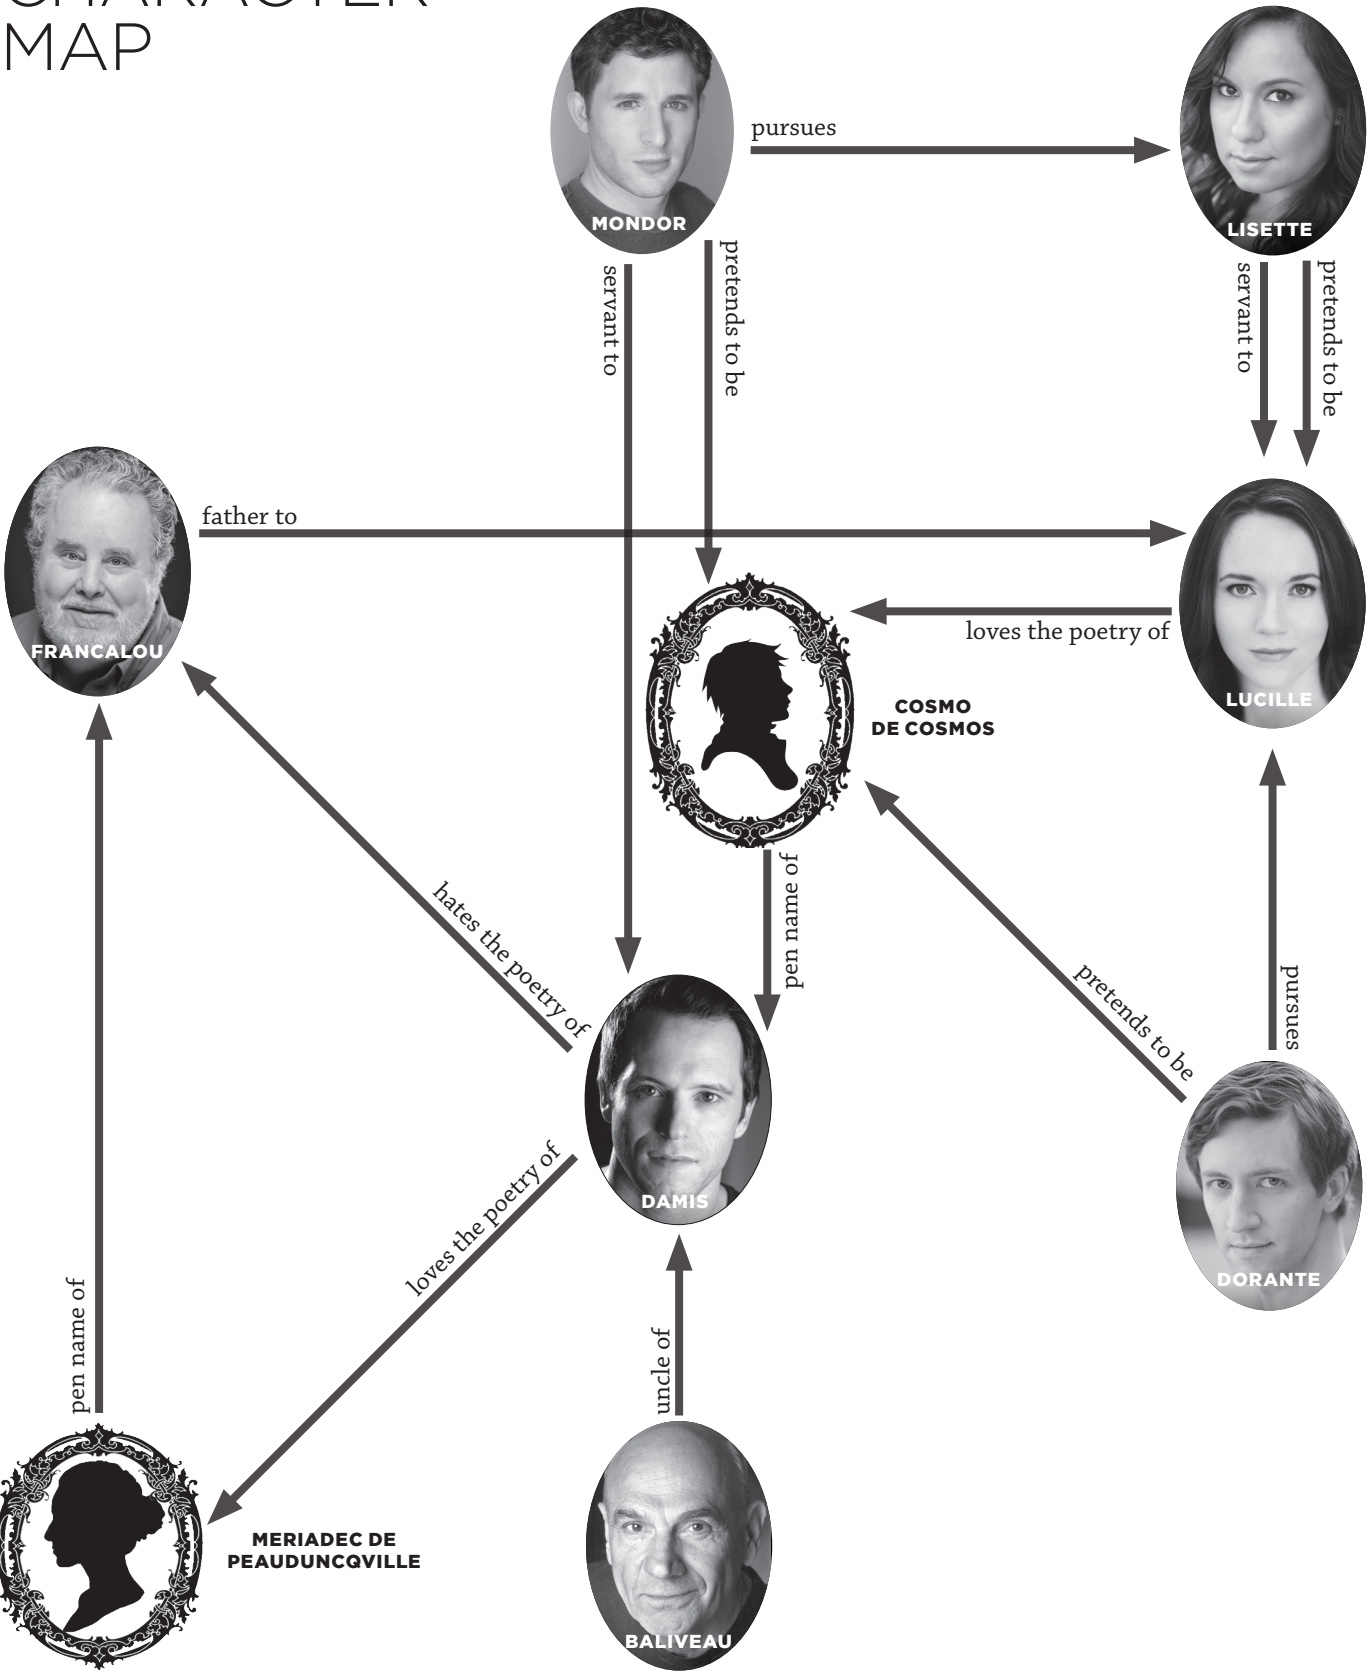 CHARACTER
MAP
MONDOR
pursues
LISETTE
servant to
pretends to be
servant to
pretends to be
FRANCALOU
father to
loves the poetry of
LUCILLE
COSMO
DE COSMOS
hates the poetry of
pen name of
pretends to be
pursues
DAMIS
loves the poetry of
DORANTE
pen name of
uncle of
MERIADEC DE
PEAUDUNCQVILLE
BALIVEAU